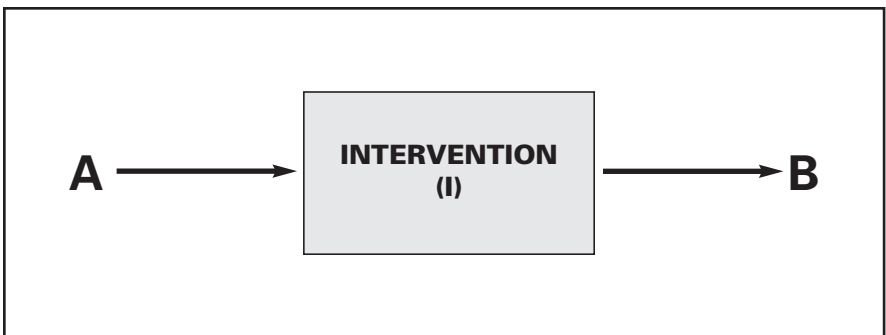 A
INTERVENTION
(I)
B